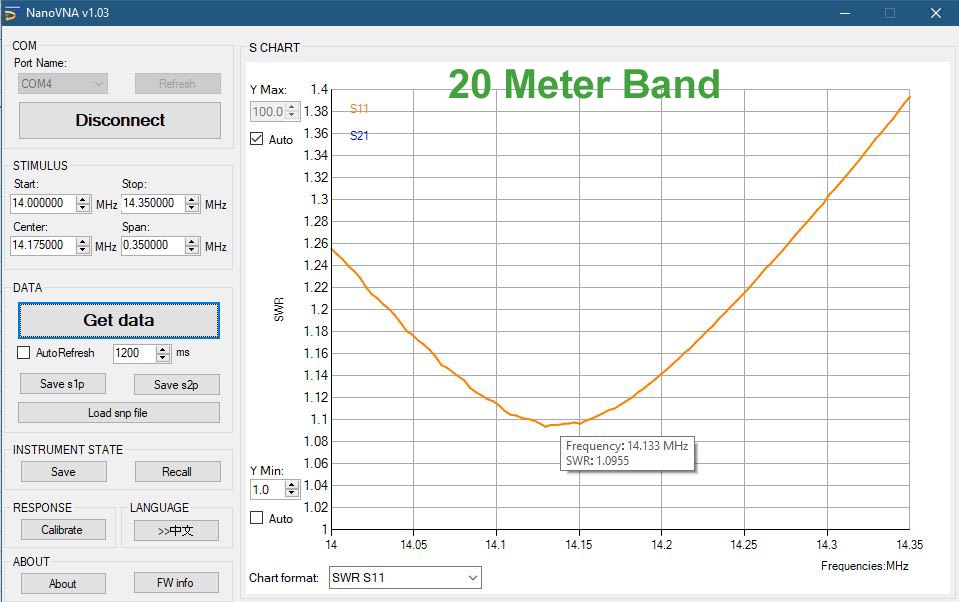 NanoVNA v1.03
COM
Port Name:
COM4
Refresh
Disconnect
STIMULUS
Start:
Stop:
14.000000 MHz 14.350000 MHz
Center:
Span:
14.175000 MHz 0.350000 MHz
DATA
Get data
AutoRefresh 1200 ms
Save s1p
Save s2p
Load snp file
INSTRUMENT STATE
Save
Recall
RESPONSE
Calibrate
LANGUAGE
>>中文
ABOUT
About
FW info
S CHART
20 Meter Band
Y Max:
100.0
Auto
S11
S21
1.4
1.38
1.36
1.34
1.32
1.3
1.28
1.26
1.24
1.22
1.2
1.18
1.16
1.14
1.12
1.1
1.08
1.06
1.04
1.02
1
SWR
Frequency: 14.133 MHz
SWR: 1.0955
Y Min:
1.0
Auto
14 14.05 14.1 14.15 14.2 14.25 14.3 14.35
Frequencies:MHz
Chart format: SWR S11